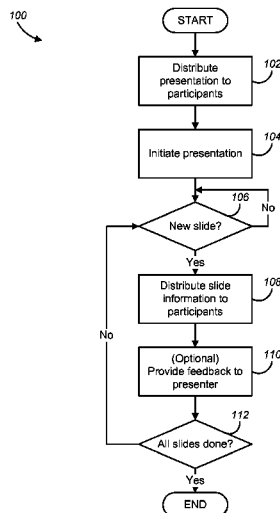 START
100
102
Distribute
presentation to
participants
104
Initiate presentation
106
No
New slide?
Yes
108
Distribute slide
information to
participants
110
(Optional)
Provide feedback to
presenter
No
112
All slides done?
Yes
END